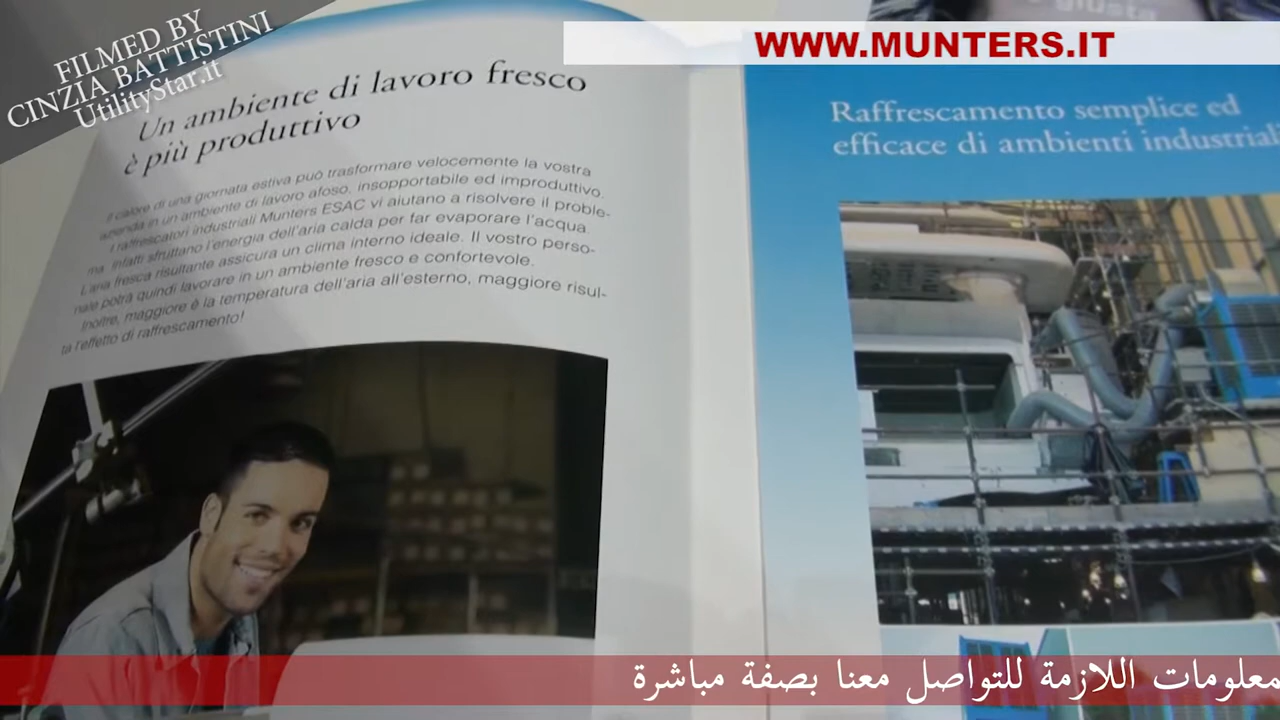 FILMED BY
CINZIA BATTISTINI
UtilityStar.it
WWW.MUNTERS.IT
giusta
Un ambiente di lavoro fresco
è più produttivo
Il calore di una giornata estiva può trasformare velocemente la vostra
azienda in un ambiente di lavoro afoso, insopportabile ed improduttivo.
I raffrescatori industriali Munters ESAC vi aiutano a risolvere il proble-
ma, infatti sfruttano l'energia dell'aria calda per far evaporare l'acqua.
L'aria fresca risultante assicura un clima interno ideale. Il vostro perso-
nale potrà quindi lavorare in un ambiente fresco e confortevole.
Inoltre, maggiore è la temperatura dell'aria all'esterno, maggiore risul-
ta l'effetto di raffrescamento!
Raffrescamento semplice ed
efficace di ambienti industriali
معلومات اللازمة للتواصل معنا بصفة مباشرة